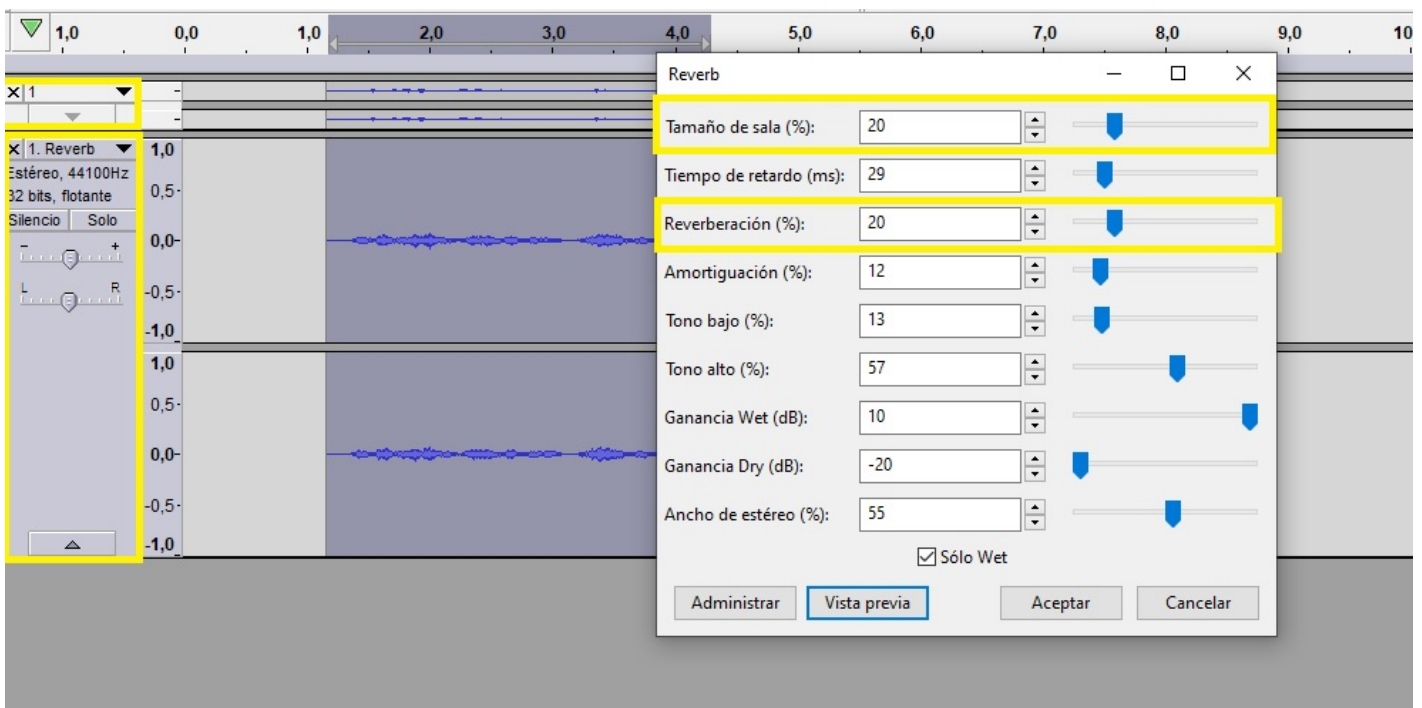 1,0 0,0 1,0 2,0 3,0 4,0 5,0 6,0 7,0 8,0 9,0 10
1
1. Reverb
Estéreo, 44100Hz
32 bits, flotante
Silencio Solo
- +
L R
1,0
0,5
0,0
-0,5
-1,0
1,0
0,5
0,0
-0,5
-1,0
Reverb
Tamaño de sala (%): 20
Tiempo de retardo (ms): 29
Reverberación (%): 20
Amortiguación (%): 12
Tono bajo (%): 13
Tono alto (%): 57
Ganancia Wet (dB): 10
Ganancia Dry (dB): -20
Ancho de estéreo (%): 55
Sólo Wet
Administrar Vista previa Aceptar Cancelar